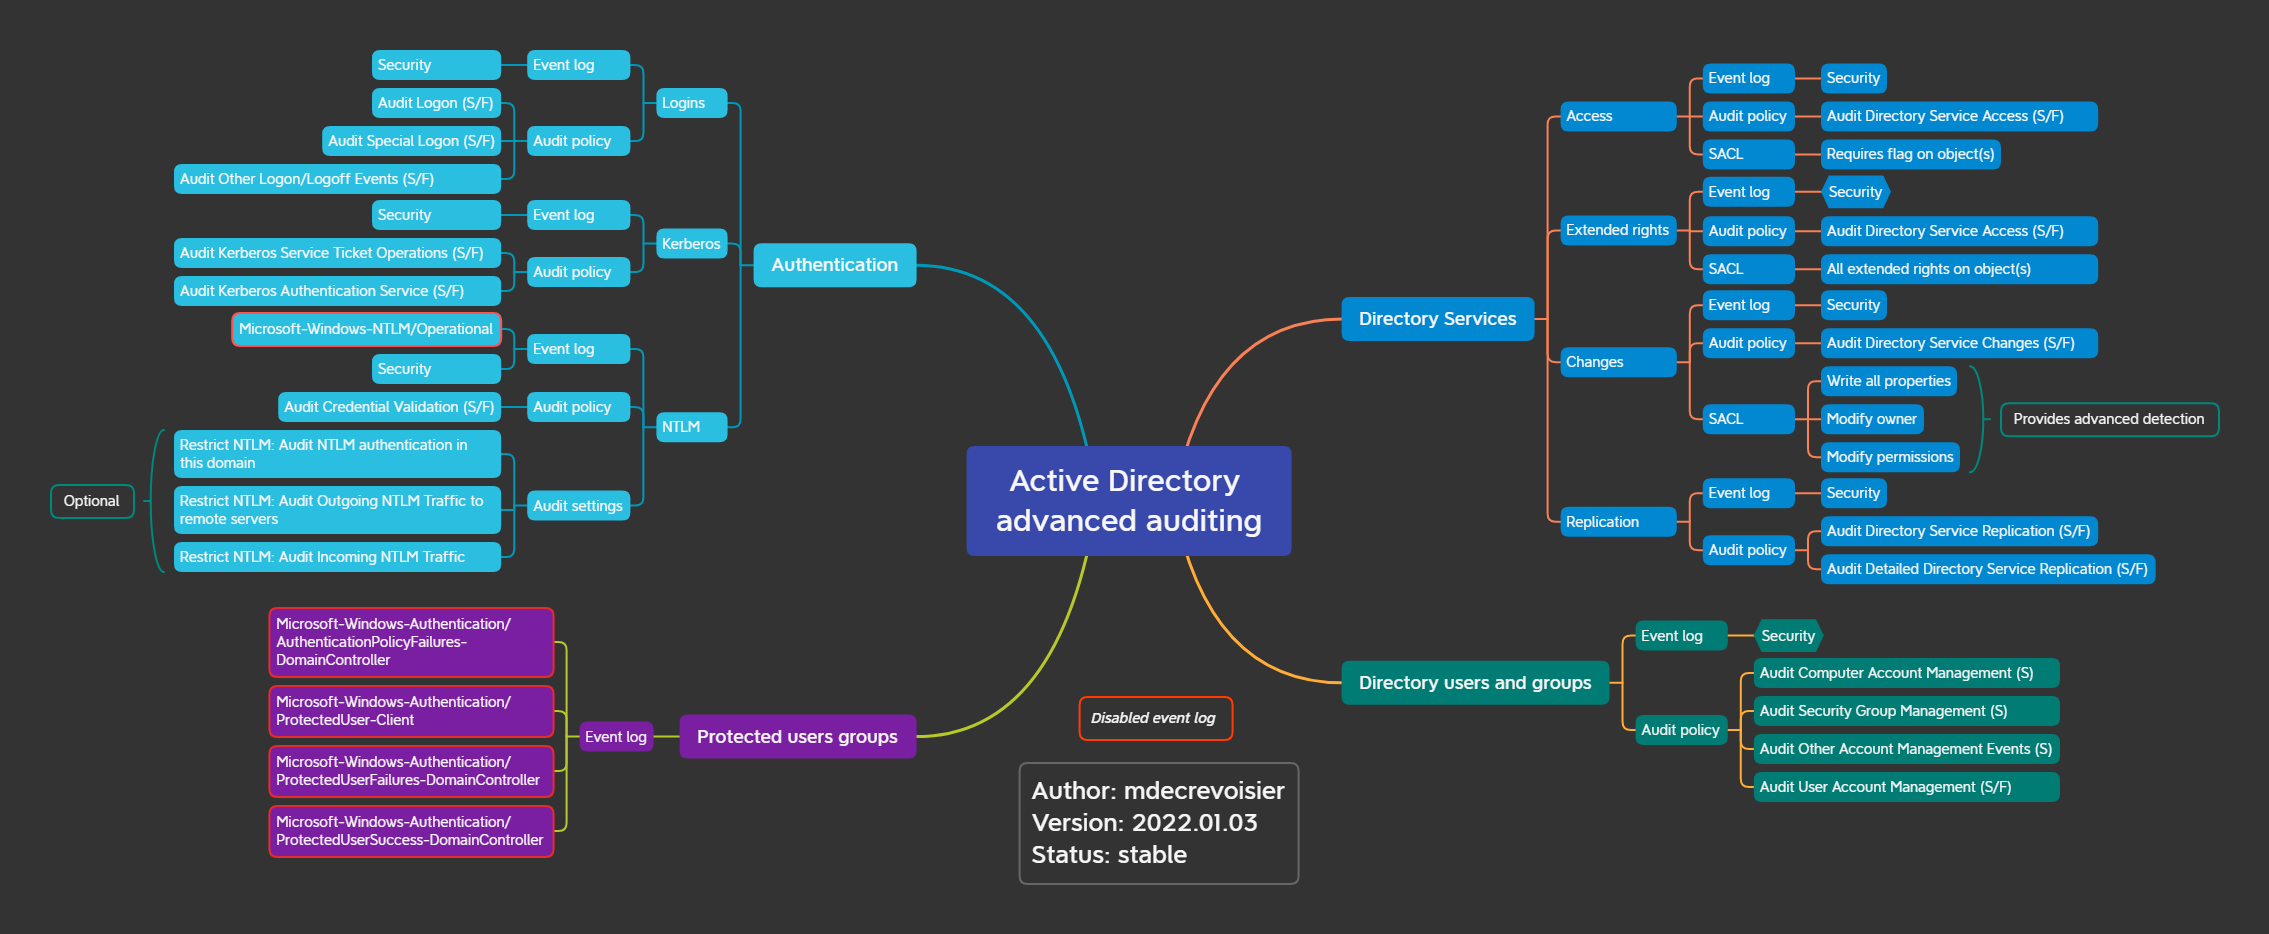 Active Directory
advanced auditing
Authentication
Logins
Event log
Security
Audit policy
Audit Logon (S/F)
Audit Special Logon (S/F)
Audit Other Logon/Logoff Events (S/F)
Kerberos
Event log
Security
Audit policy
Audit Kerberos Service Ticket Operations (S/F)
Audit Kerberos Authentication Service (S/F)
NTLM
Event log
Microsoft-Windows-NTLM/Operational
Security
Audit policy
Audit Credential Validation (S/F)
Audit settings
Restrict NTLM: Audit NTLM authentication in
this domain
Restrict NTLM: Audit Outgoing NTLM Traffic to
remote servers
Restrict NTLM: Audit Incoming NTLM Traffic
Optional
Protected users groups
Event log
Microsoft-Windows-Authentication/
AuthenticationPolicyFailures-
DomainController
Microsoft-Windows-Authentication/
ProtectedUser-Client
Microsoft-Windows-Authentication/
ProtectedUserFailures-DomainController
Microsoft-Windows-Authentication/
ProtectedUserSuccess-DomainController
Directory Services
Access
Event log
Security
Audit policy
Audit Directory Service Access (S/F)
SACL
Requires flag on object(s)
Extended rights
Event log
Security
Audit policy
Audit Directory Service Access (S/F)
SACL
All extended rights on object(s)
Changes
Event log
Security
Audit policy
Audit Directory Service Changes (S/F)
SACL
Write all properties
Modify owner
Modify permissions
Provides advanced detection
Replication
Event log
Security
Audit policy
Audit Directory Service Replication (S/F)
Audit Detailed Directory Service Replication (S/F)
Directory users and groups
Event log
Security
Audit policy
Audit Computer Account Management (S)
Audit Security Group Management (S)
Audit Other Account Management Events (S)
Audit User Account Management (S/F)
Disabled event log
Author: mdecrevoisier
Version: 2022.01.03
Status: stable